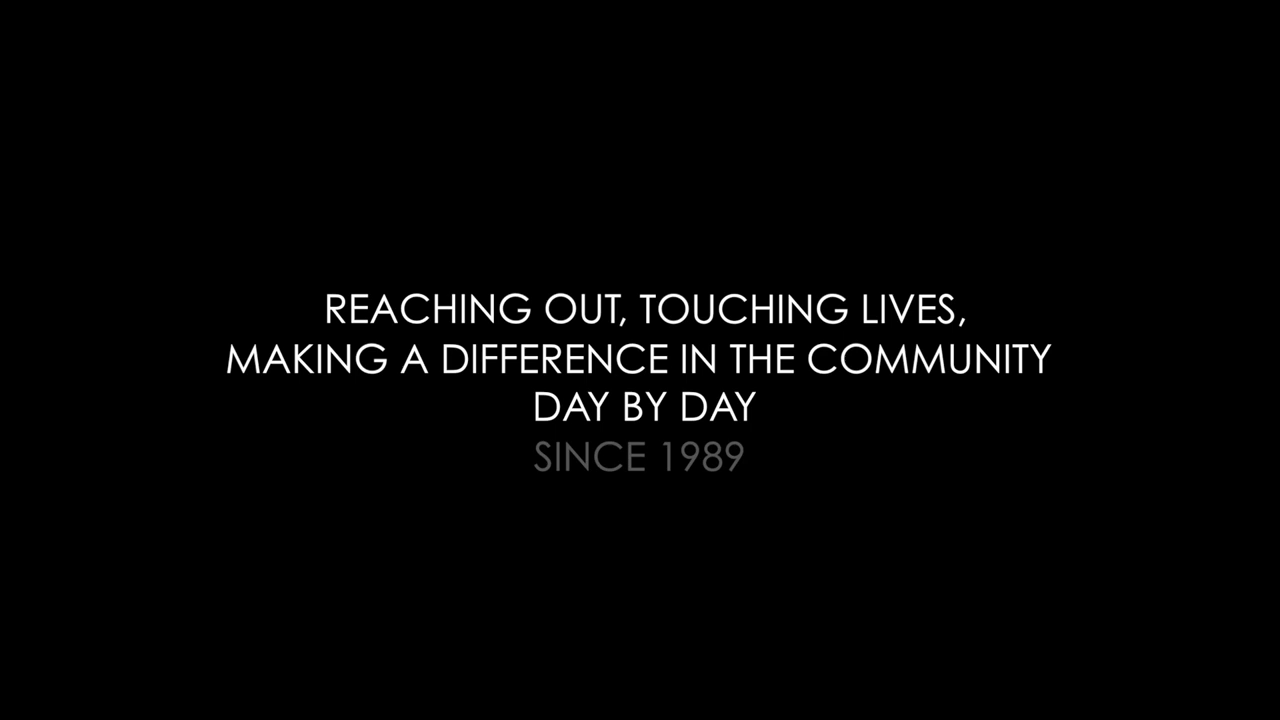 REACHING OUT, TOUCHING LIVES,
MAKING A DIFFERENCE IN THE COMMUNITY
DAY BY DAY
SINCE 1989